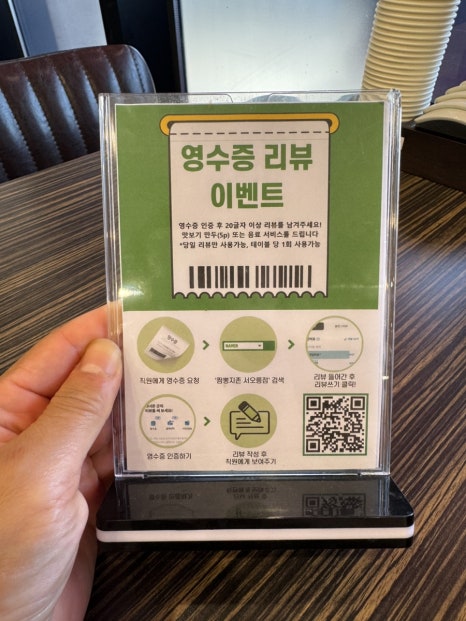 영수증 리뷰
이벤트
영수증 인증 후 20글자 이상 리뷰를 남겨주세요!
맛보기 만두(5p) 또는 음료 서비스를 드립니다
*당일 리뷰만 사용가능, 테이블 당 1회 사용가능
영수증
NAVER
직원에게 영수증 요청
'짬뽕지존 서오릉점' 검색
리뷰 들어간 후
리뷰쓰기 클릭!
영수증 인증하기
리뷰 작성 후
직원에게 보여주기